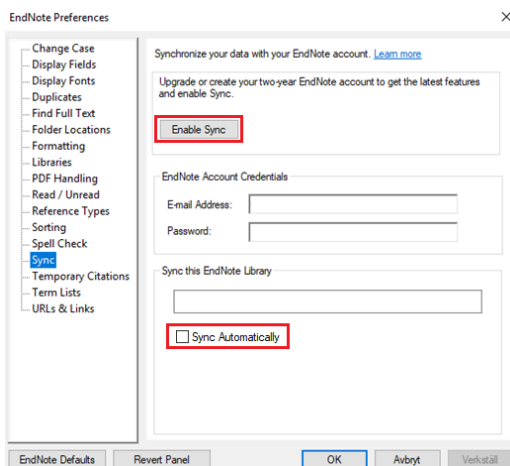 EndNote Preferences
Change Case
Display Fields
Display Fonts
Duplicates
Find Full Text
Folder Locations
Formatting
Libraries
PDF Handling
Read / Unread
Reference Types
Sorting
Spell Check
Sync
Temporary Citations
Term Lists
URLs & Links
Synchronize your data with your EndNote account. Learn more
Upgrade or create your two-year EndNote account to get the latest features
and enable Sync.
Enable Sync
EndNote Account Credentials
E-mail Address:
Password:
Sync this EndNote Library
Sync Automatically
EndNote Defaults
Revert Panel
OK
Avbryt
Verkställ